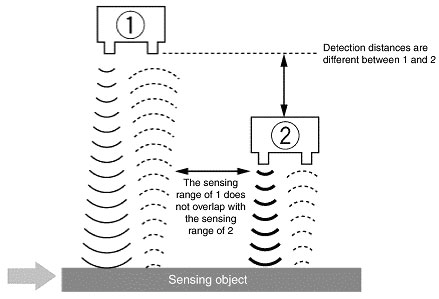 1
Detection distances are
different between 1 and 2
2
The sensing
range of 1 does
not overlap with
the sensing
range of 2
Sensing object